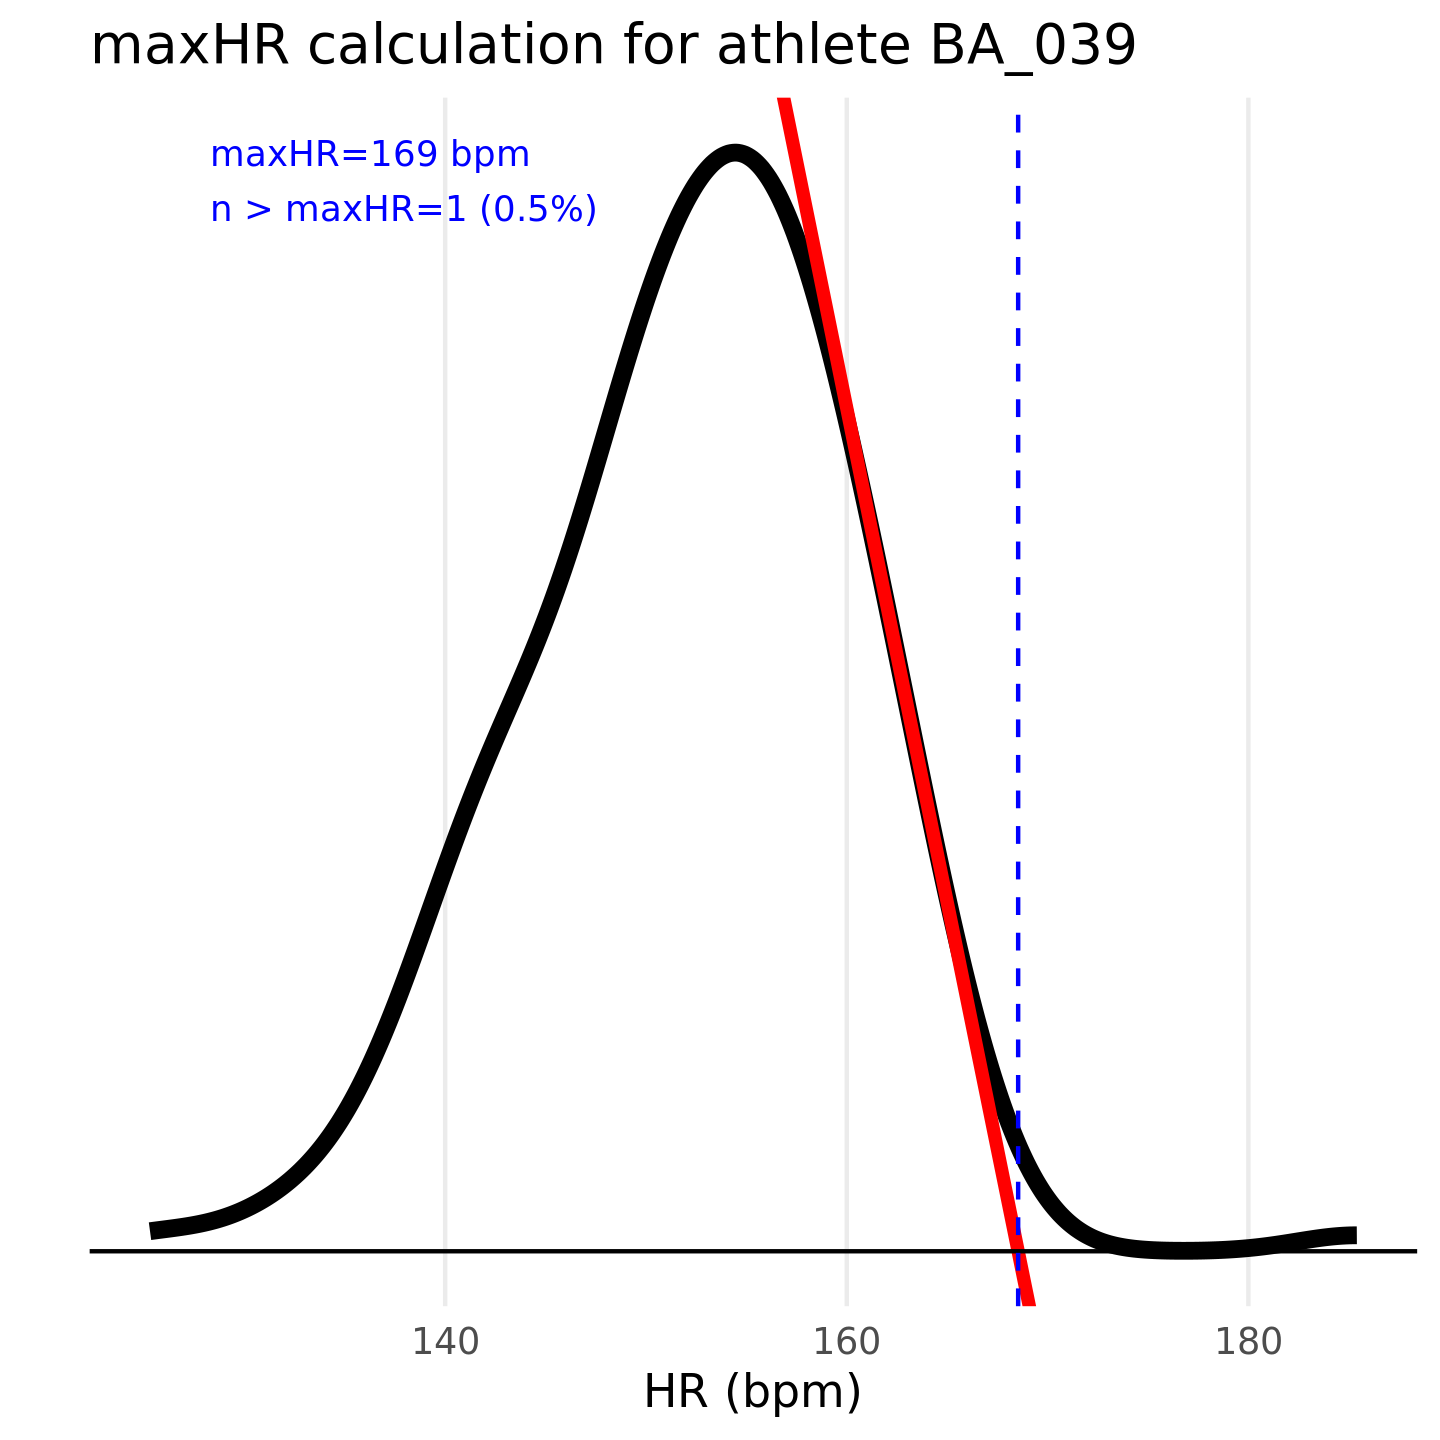 maxHR calculation for athlete BA_039
maxHR=169 bpm
n > maxHR=1 (0.5%)
140 160 180
HR (bpm)